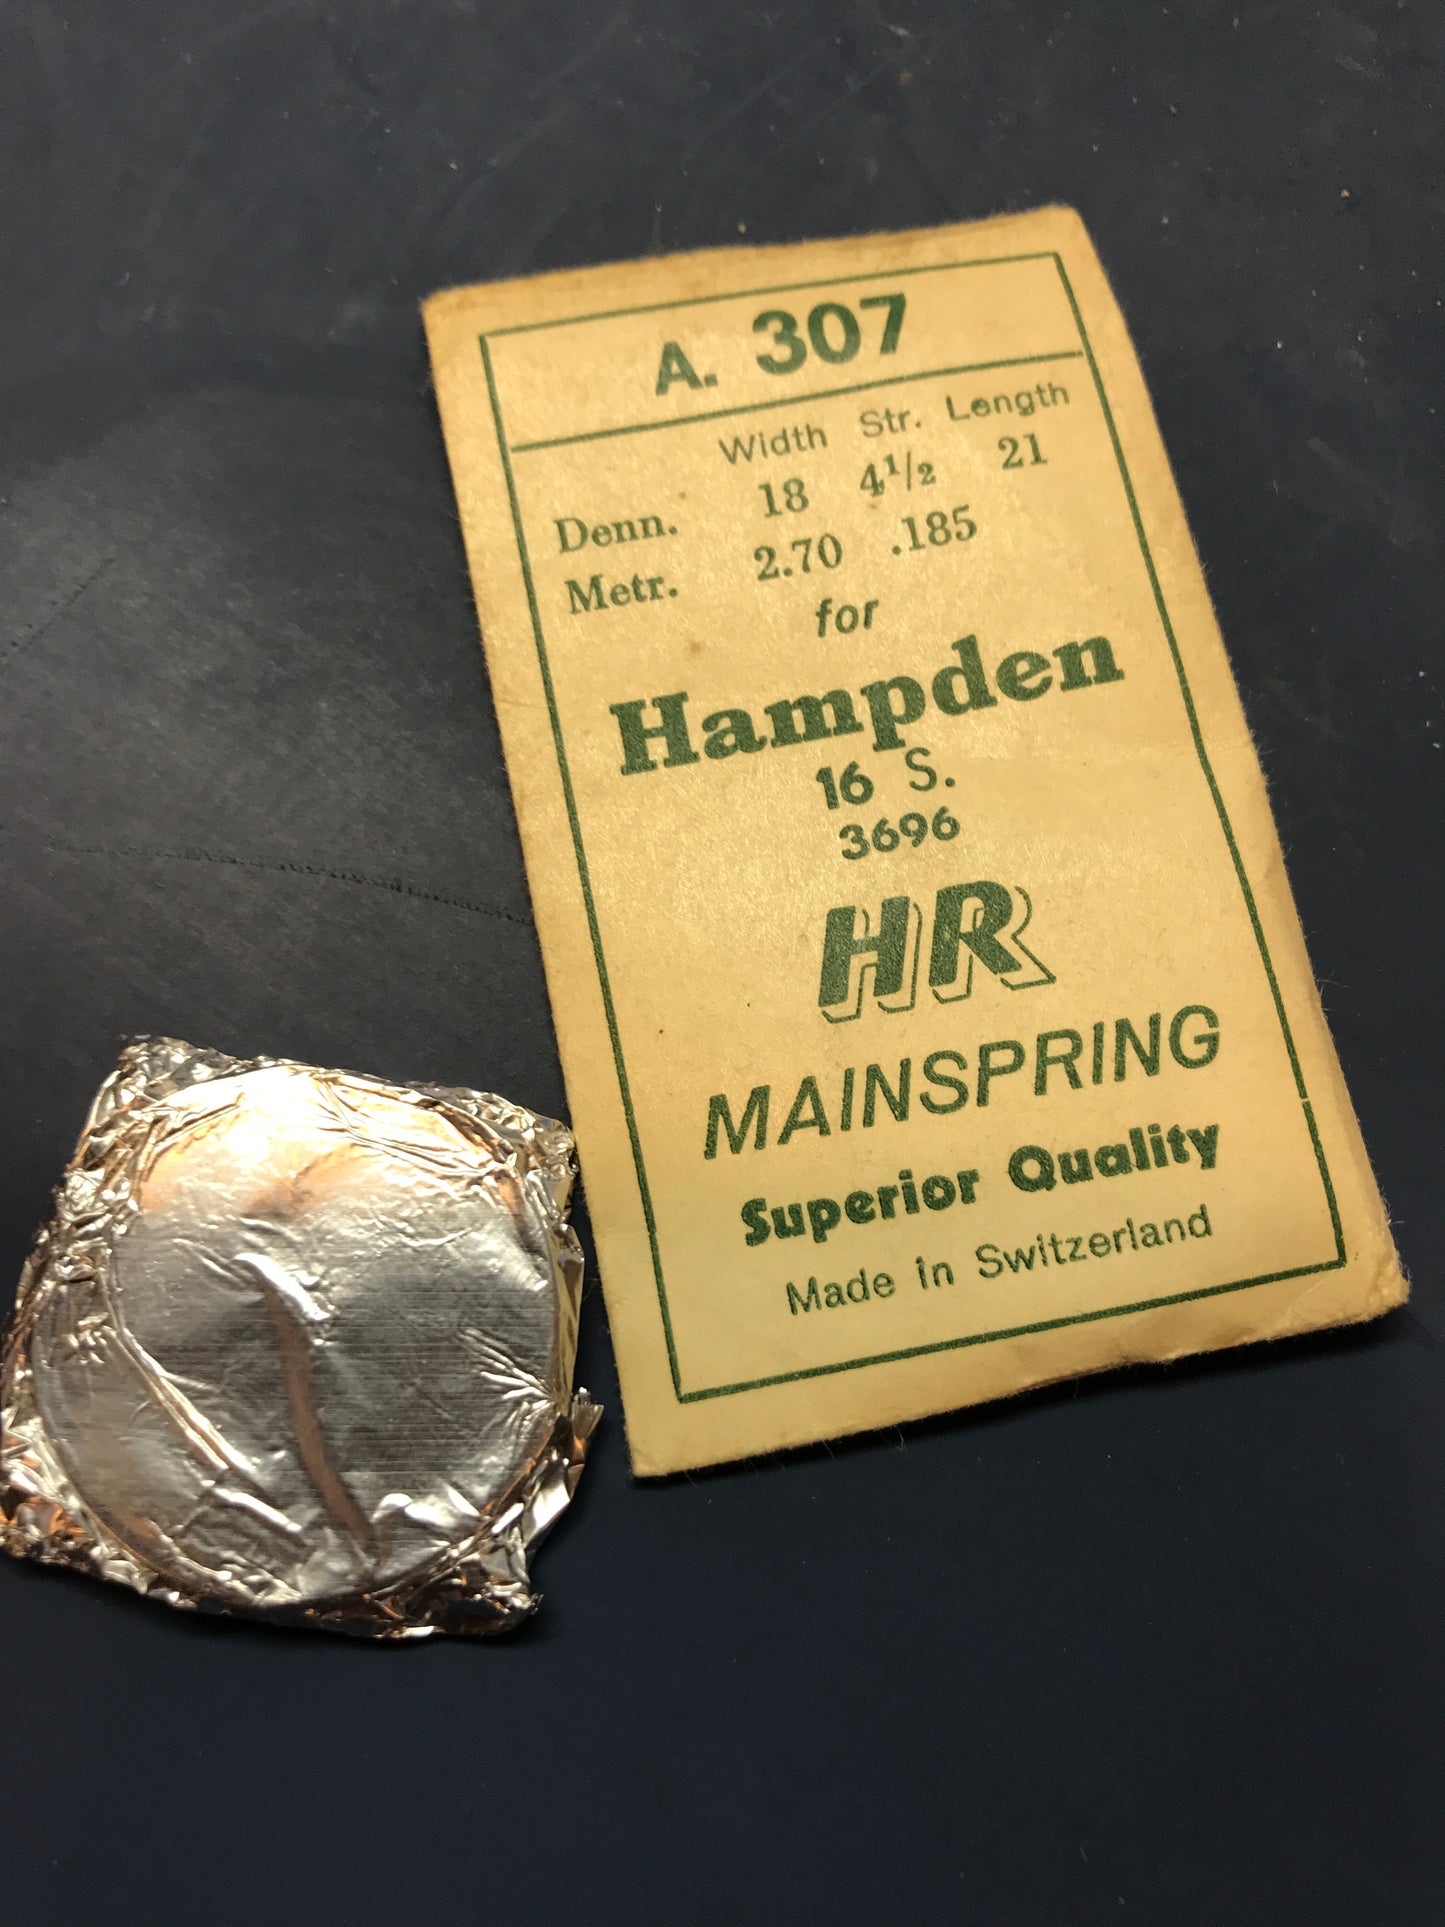 A. 307
Width Str. Length
Denn. 18 4½ 21
Metr. 2.70 .185
for
Hampden
16 S.
3696
HR
MAINSPRING
Superior Quality
Made in Switzerland